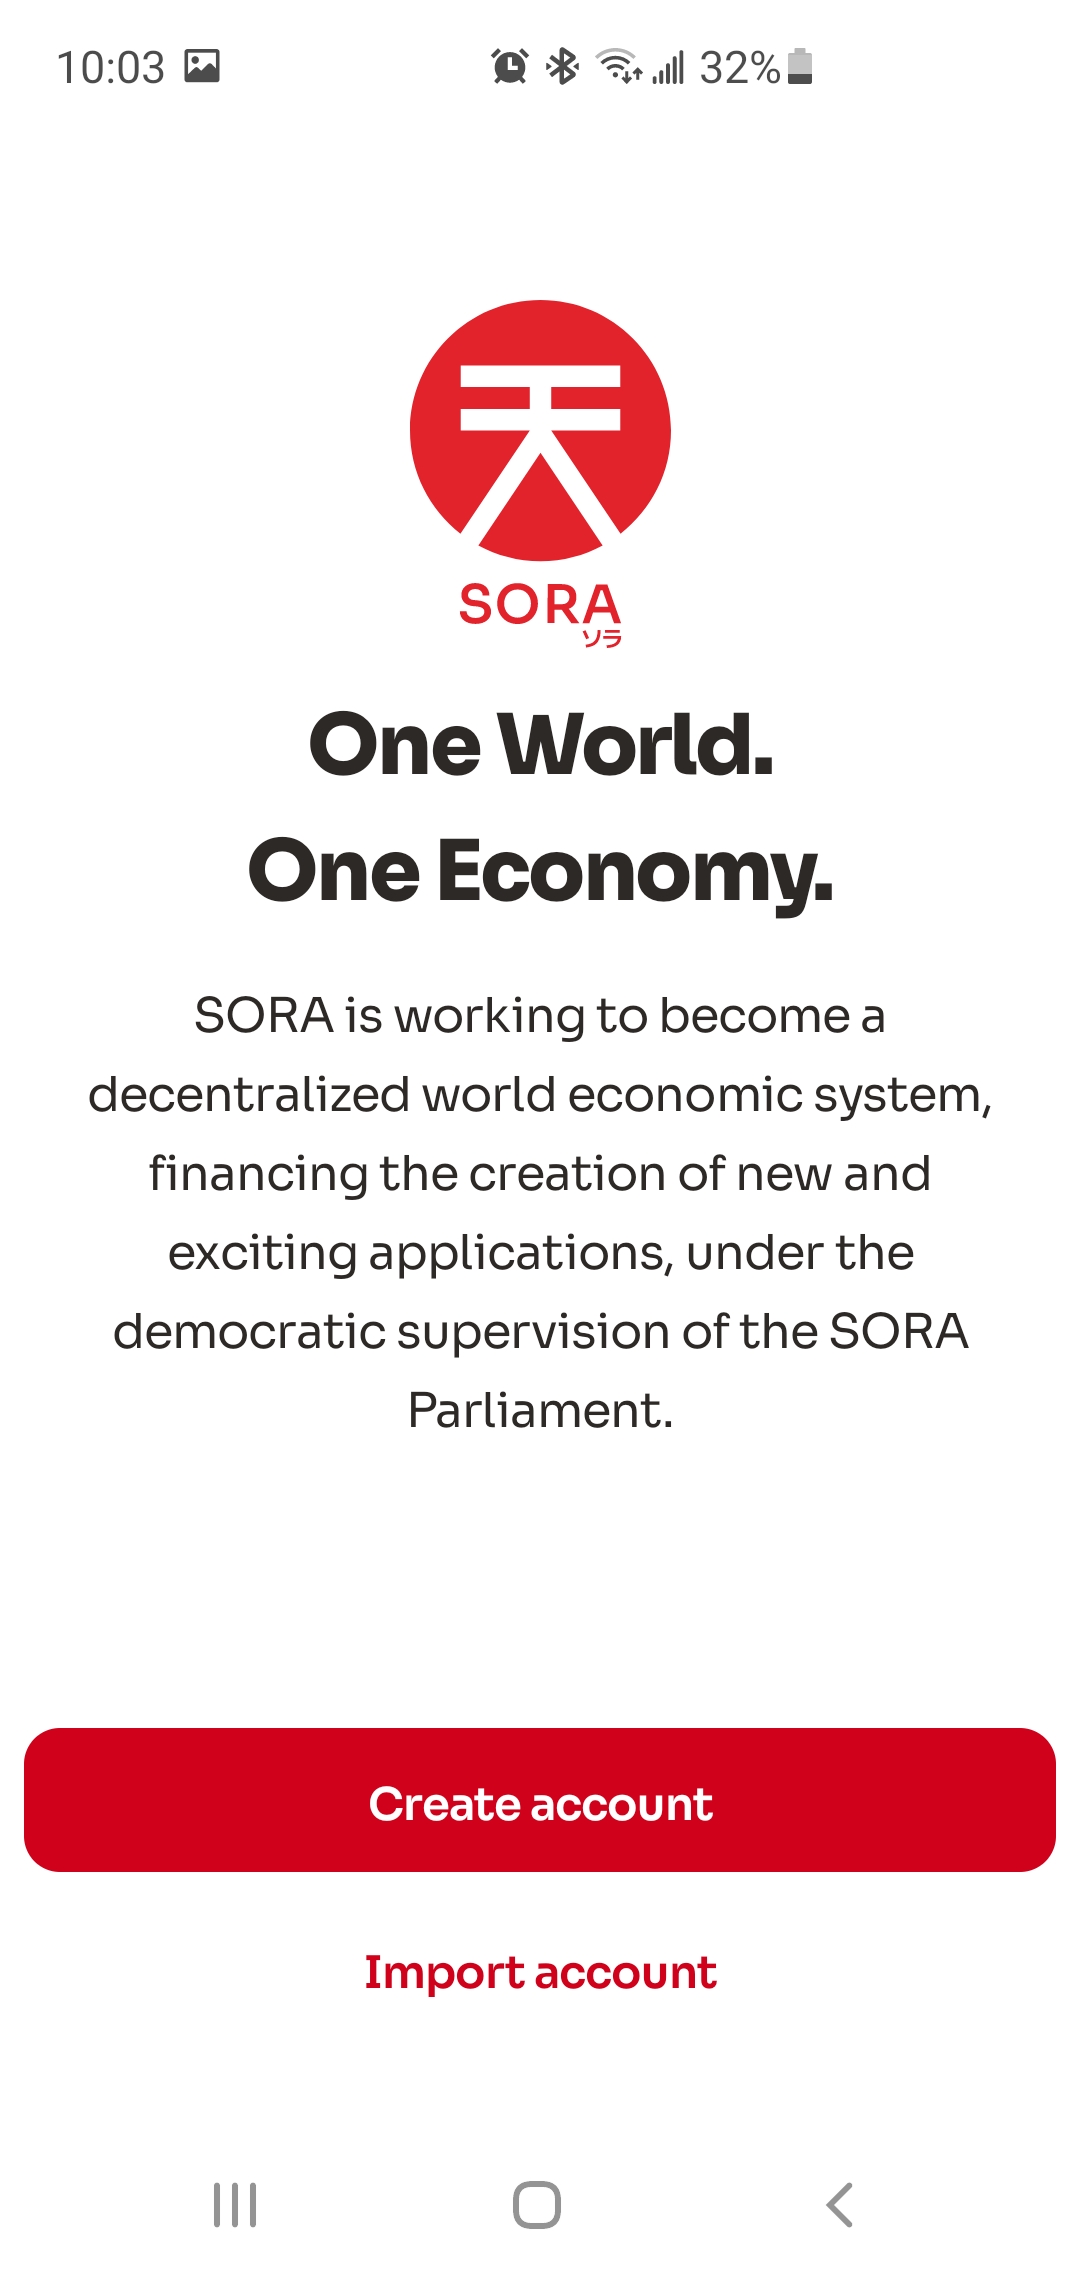 10:03 32%
天
SORA
ソラ
One World.
One Economy.
SORA is working to become a
decentralized world economic system,
financing the creation of new and
exciting applications, under the
democratic supervision of the SORA
Parliament.
Create account
Import account